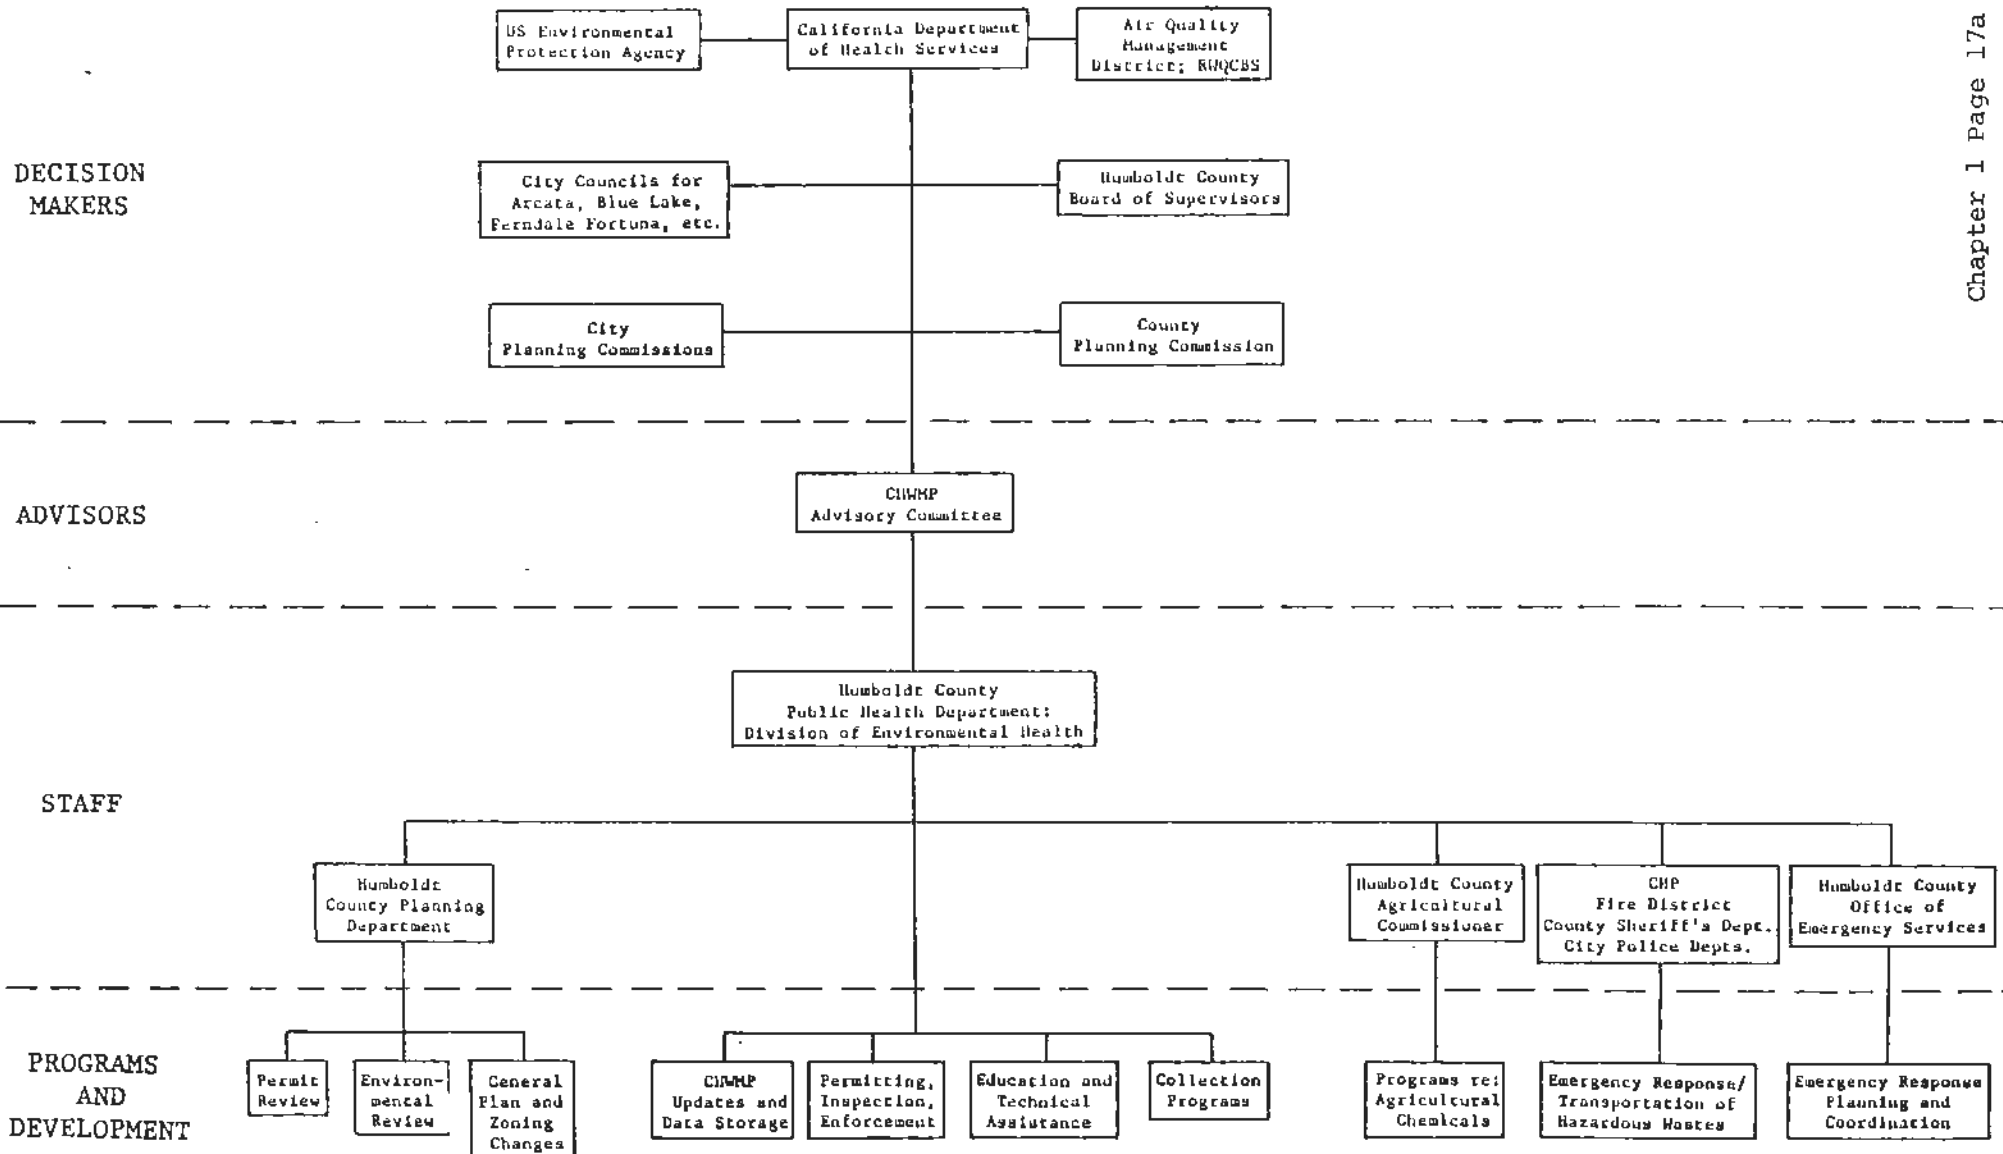 Chapter 1 Page 17a
US Environmental
Protection Agency
California Department
of Health Services
Air Quality
Management
District; RWQCBS
DECISION
MAKERS
City Councils for
Arcata, Blue Lake,
Ferndale Fortuna, etc.
Humboldt County
Board of Supervisors
City
Planning Commissions
County
Planning Commission
ADVISORS
CHWMP
Advisory Committee
STAFF
Humboldt County
Public Health Department:
Division of Environmental Health
Humboldt
County Planning
Department
Humboldt County
Agricultural
Commissioner
CHP
Fire District
County Sheriff's Dept.
City Police Depts.
Humboldt County
Office of
Emergency Services
PROGRAMS
AND
DEVELOPMENT
Permit
Review
Environ-
mental
Review
General
Plan and
Zoning
Changes
CHWMP
Updates and
Data Storage
Permitting,
Inspection,
Enforcement
Education and
Technical
Assistance
Collection
Programs
Programs re:
Agricultural
Chemicals
Emergency Response/
Transportation of
Hazardous Wastes
Emergency Response
Planning and
Coordination